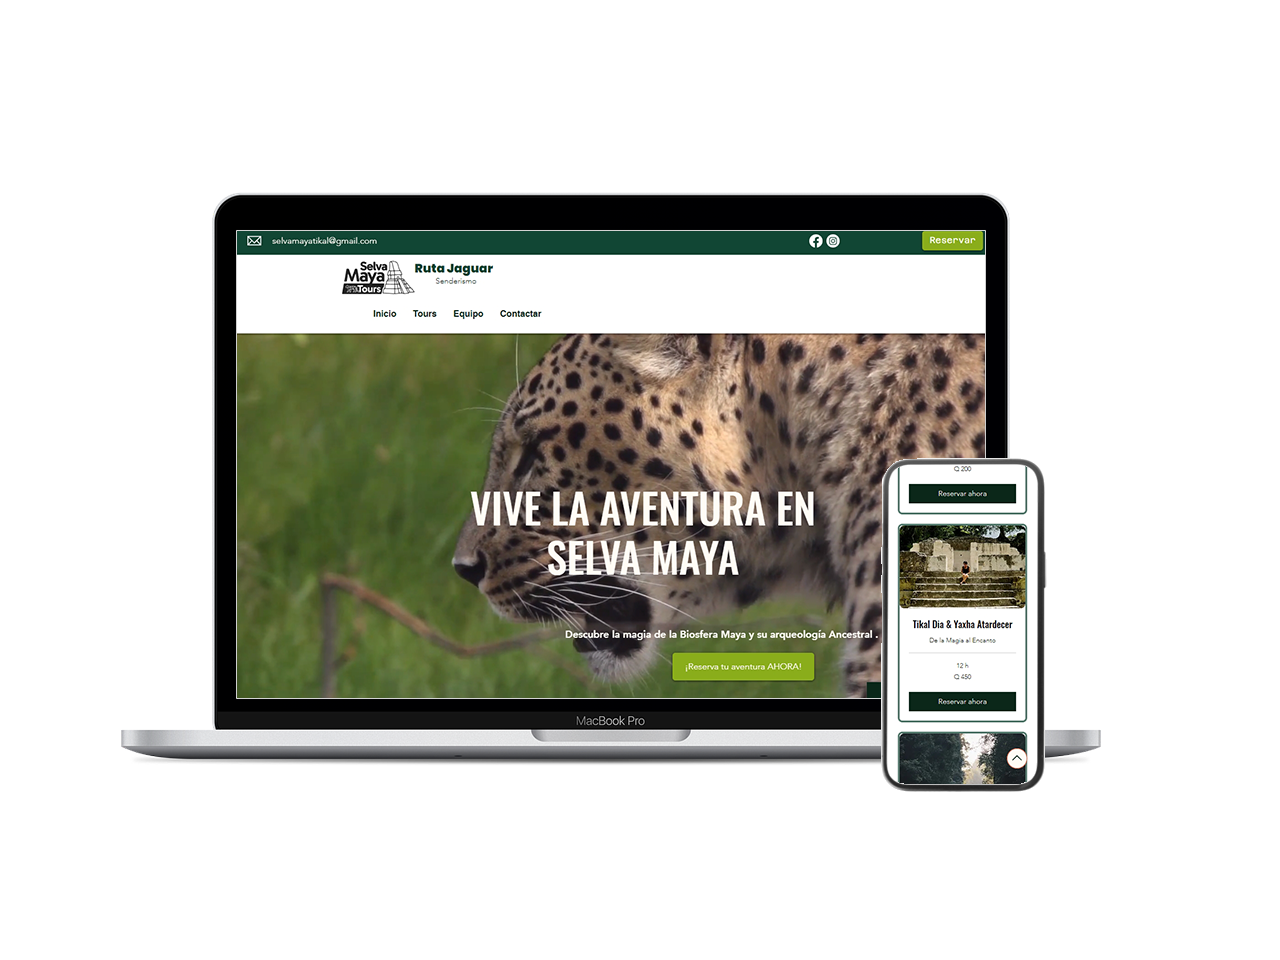 selvamayatikal@gmail.com
Reservar
Selva
Maya
Tours
Ruta Jaguar
Senderismo
Inicio Tours Equipo Contactar
VIVE LA AVENTURA EN
SELVA MAYA
Descubre la magia de la Biosfera Maya y su arqueología Ancestral .
¡Reserva tu aventura AHORA!
MacBook Pro
Q 200
Reservar ahora
Tikal Dia & Yaxha Atardecer
De la Magia al Encanto
12 h
Q 450
Reservar ahora